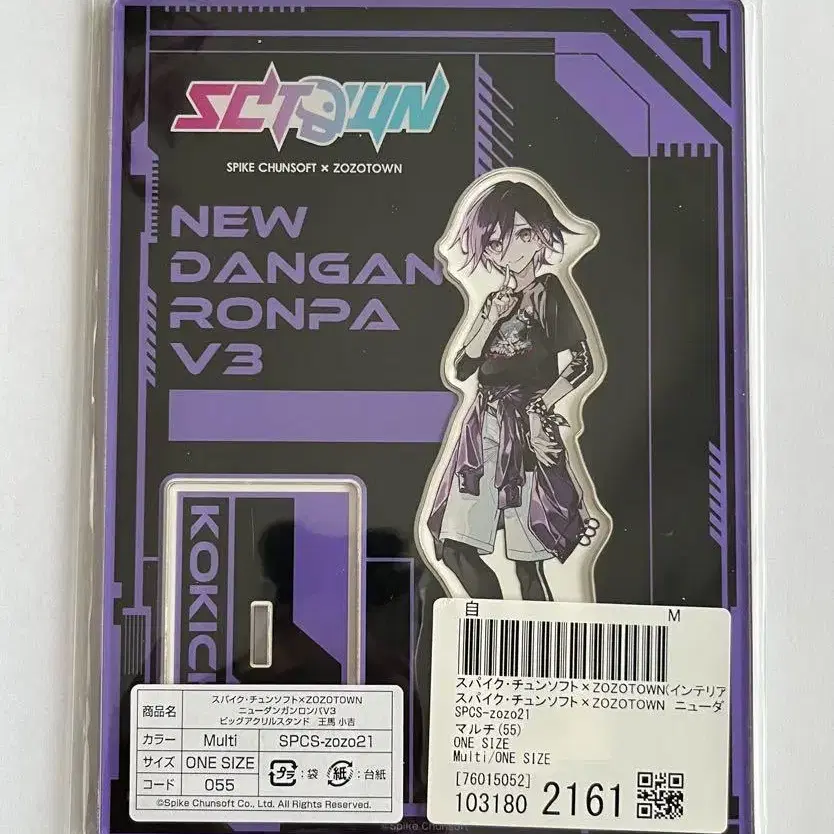 SCTOWN
SPIKE CHUNSOFT × ZOZOTOWN
NEW
DANGAN
RONPA
V3
KOKICH
商品名
スパイク・チュンソフト×ZOZOTOWN
ニューダンガンロンパV3
ビッグアクリルスタンド 王馬 小吉
カラー Multi SPCS-zozo21
サイズ ONE SIZE
プラ :袋 紙 :台紙
コード 055
©Spike Chunsoft Co., Ltd. All Rights Reserved.
自 M
スパイク・チュンソフト×ZOZOTOWN(インテリア
スパイク・チュンソフト×ZOZOTOWN ニューダ
SPCS-zozo21
マルチ(55)
ONE SIZE
Multi/ONE SIZE
[76015052]
103180 2161
©Spike Chunsoft